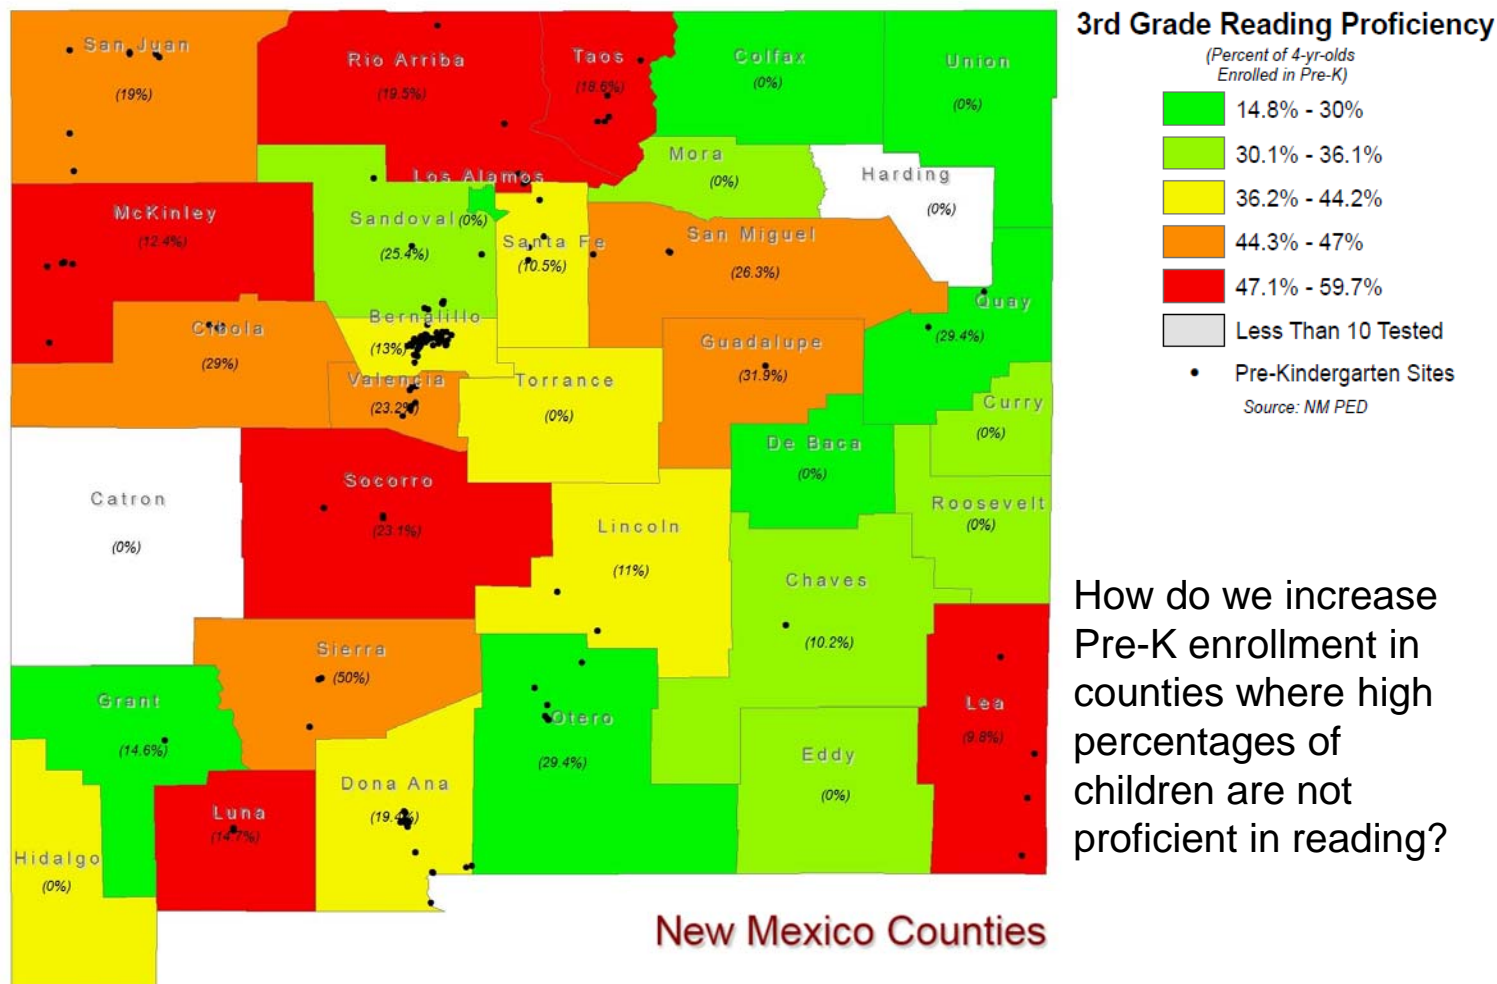 3rd Grade Reading Proficiency
(Percent of 4-yr-olds
Enrolled in Pre-K)
14.8% - 30%
30.1% - 36.1%
36.2% - 44.2%
44.3% - 47%
47.1% - 59.7%
Less Than 10 Tested
Pre-Kindergarten Sites
Source: NM PED
San Juan
(19%)
Rio Arriba
(19.5%)
Taos
(18.6%)
Colfax
(0%)
Union
(0%)
Mora
(0%)
Harding
(0%)
Los Alamos
(0%)
McKinley
(12.4%)
Sandoval
(25.4%)
Santa Fe
(10.5%)
San Miguel
(26.3%)
Quay
(29.4%)
Cibola
(29%)
Bernalillo
(13%)
Guadalupe
(31.9%)
Valencia
(23.2%)
Torrance
(0%)
Curry
(0%)
De Baca
(0%)
Catron
(0%)
Socorro
(23.1%)
Lincoln
(11%)
Roosevelt
(0%)
Chaves
(10.2%)
Sierra
(50%)
Grant
(14.6%)
Otero
(29.4%)
Lea
(9.8%)
Eddy
(0%)
Dona Ana
(19.4%)
Luna
(14.7%)
Hidalgo
(0%)
How do we increase
Pre-K enrollment in
counties where high
percentages of
children are not
proficient in reading?
New Mexico Counties